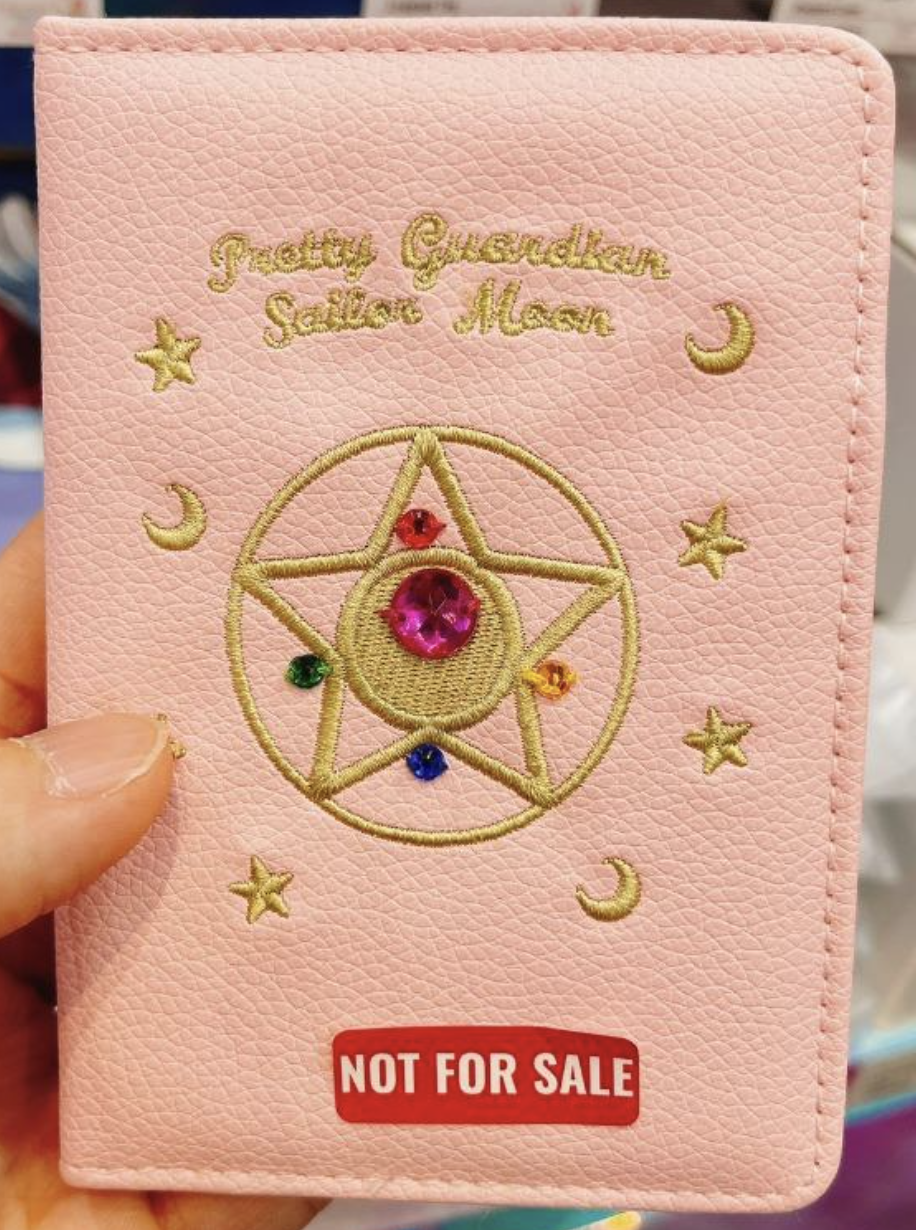 Pretty Guardian
Sailor Moon
NOT FOR SALE